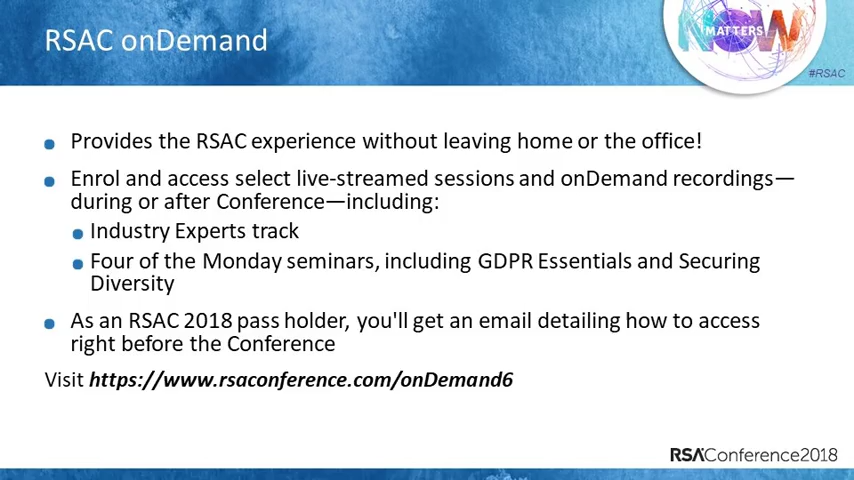 RSAC onDemand
NOW
MATTERS
#RSAC
Provides the RSAC experience without leaving home or the office!
Enrol and access select live-streamed sessions and onDemand recordings—
during or after Conference—including:
Industry Experts track
Four of the Monday seminars, including GDPR Essentials and Securing
Diversity
As an RSAC 2018 pass holder, you'll get an email detailing how to access
right before the Conference
Visit https://www.rsaconference.com/onDemand6
RSAConference2018